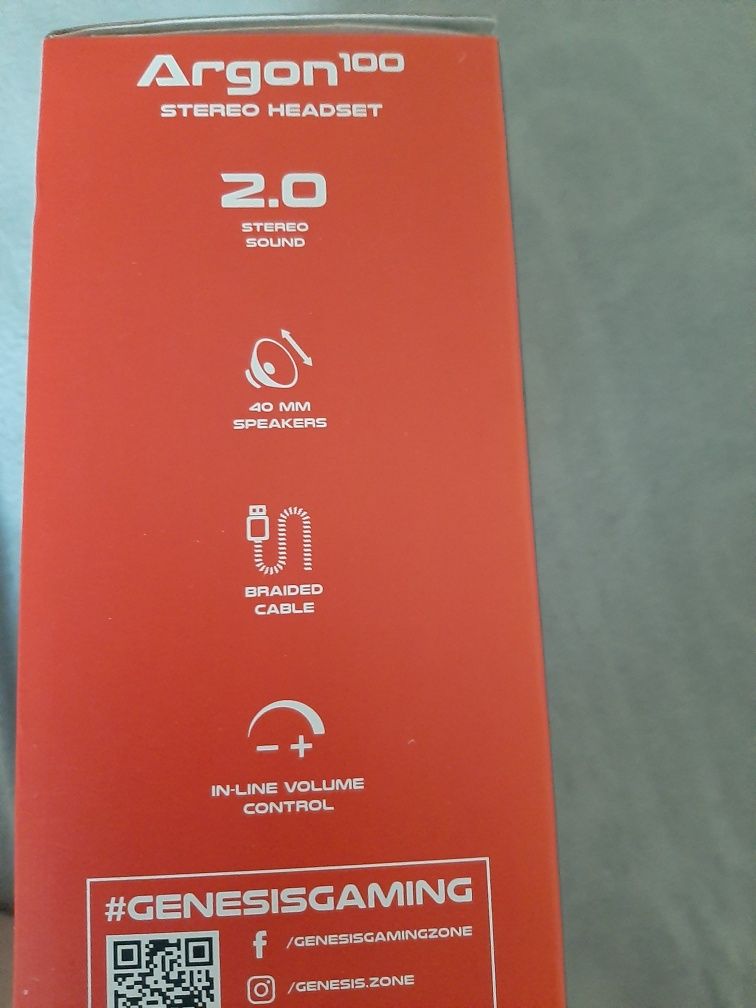 Argon100
STEREO HEADSET
2.0
STEREO
SOUND
40 MM
SPEAKERS
BRAIDED
CABLE
IN-LINE VOLUME
CONTROL
#GENESISGAMING
/GENESISGAMINGZONE
/GENESIS.ZONE